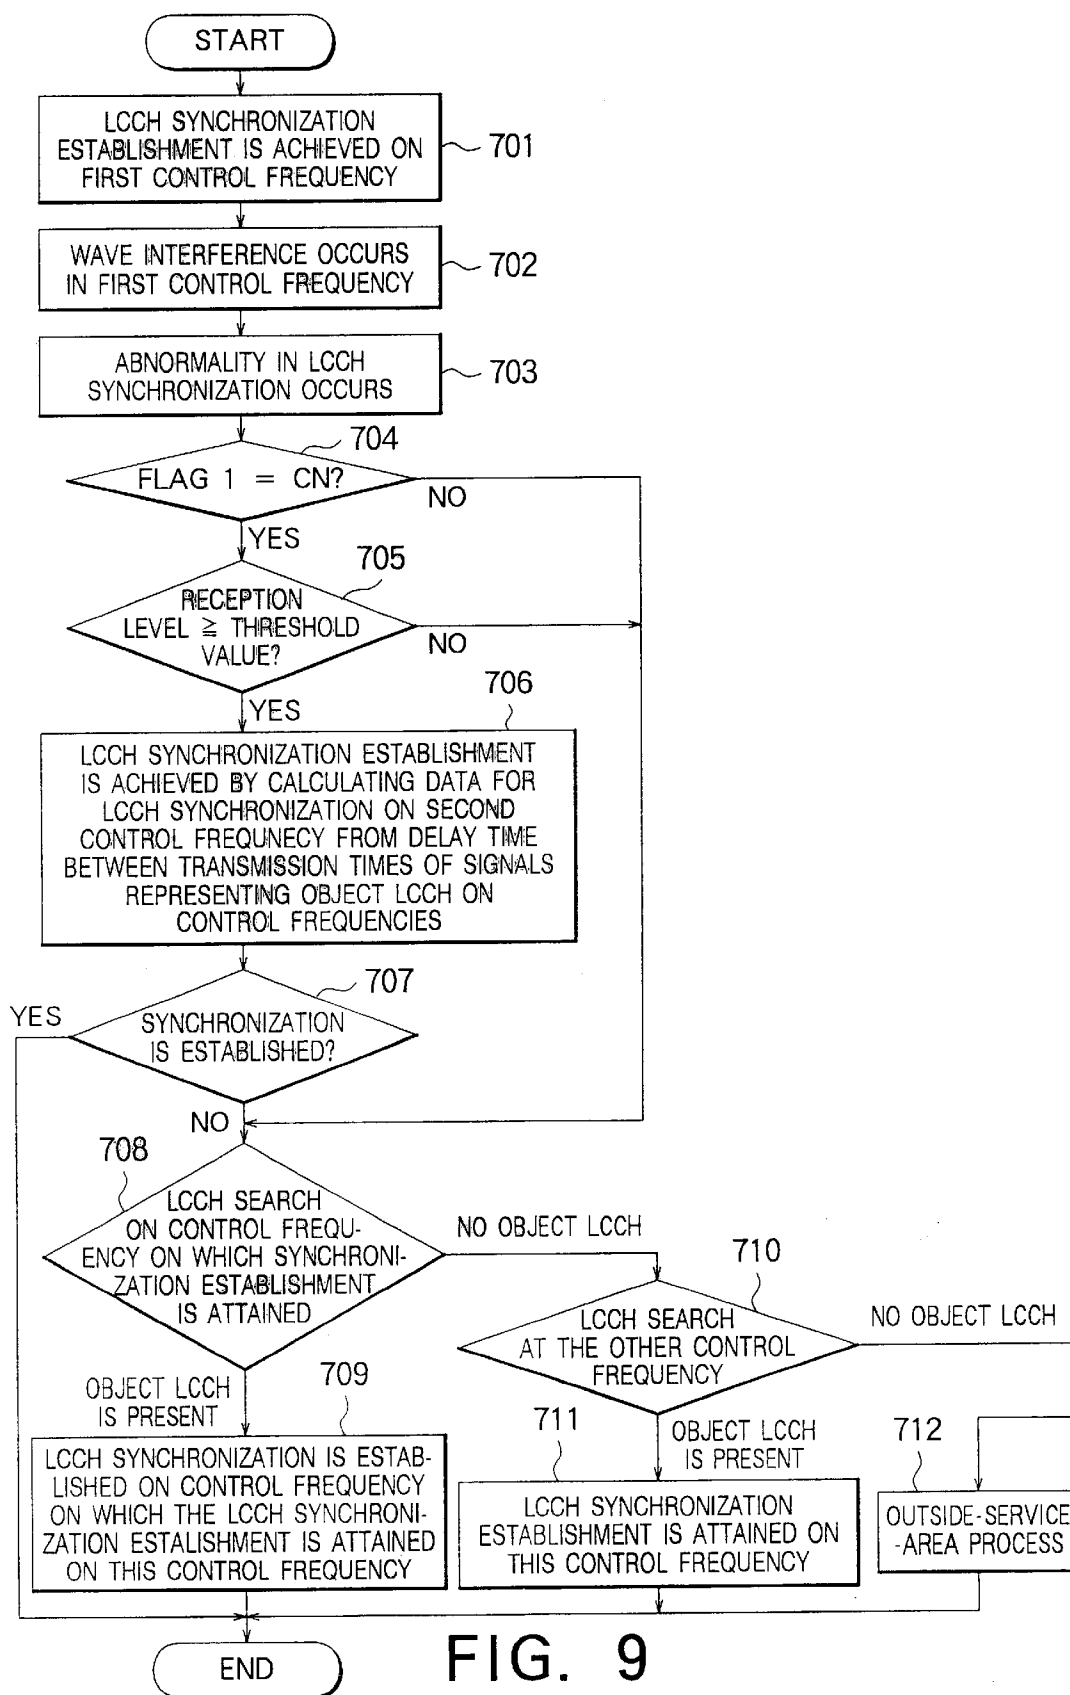 START
LCCH SYNCHRONIZATION
ESTABLISHMENT IS ACHIEVED ON
FIRST CONTROL FREQUENCY
701
WAVE INTERFERENCE OCCURS
IN FIRST CONTROL FREQUENCY
702
ABNORMALITY IN LCCH
SYNCHRONIZATION OCCURS
703
704
FLAG 1 = CN?
NO
YES
705
RECEPTION
LEVEL ≧ THRESHOLD
VALUE?
NO
YES
706
LCCH SYNCHRONIZATION ESTABLISHMENT
IS ACHIEVED BY CALCULATING DATA FOR
LCCH SYNCHRONIZATION ON SECOND
CONTROL FREQUNECY FROM DELAY TIME
BETWEEN TRANSMISSION TIMES OF SIGNALS
REPRESENTING OBJECT LCCH ON
CONTROL FREQUENCIES
707
YES
SYNCHRONIZATION
IS ESTABLISHED?
NO
708
LCCH SEARCH
ON CONTROL FREQU-
ENCY ON WHICH SYNCHRONI-
ZATION ESTABLISHMENT
IS ATTAINED
NO OBJECT LCCH
710
LCCH SEARCH
AT THE OTHER CONTROL
FREQUENCY
NO OBJECT LCCH
OBJECT LCCH
IS PRESENT
709
LCCH SYNCHRONIZATION IS ESTAB-
LISHED ON CONTROL FREQUENCY
ON WHICH THE LCCH SYNCHRONI-
ZATION ESTALISHMENT IS ATTAINED
ON THIS CONTROL FREQUENCY
711
OBJECT LCCH
IS PRESENT
LCCH SYNCHRONIZATION
ESTABLISHMENT IS ATTAINED ON
THIS CONTROL FREQUENCY
712
OUTSIDE-SERVICE
-AREA PROCESS
END
FIG. 9